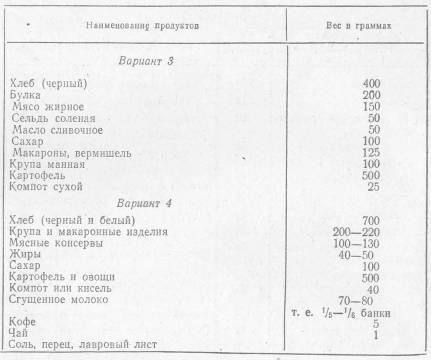 Наименование продуктов Вес в граммах
Вариант 3
Хлеб (черный) 400
Булка 200
Мясо жирное 150
Сельдь соленая 50
Масло сливочное 50
Сахар 100
Макароны, вермишель 125
Крупа манная 100
Картофель 500
Компот сухой 25
Вариант 4
Хлеб (черный и белый) 700
Крупа и макаронные изделия 200—220
Мясные консервы 100—130
Жиры 40—50
Сахар 100
Картофель и овощи 500
Компот или кисель 40
Сгущенное молоко 70—80
т. е. 1/5—1/6 банки
Кофе 5
Чай 1
Соль, перец, лавровый лист